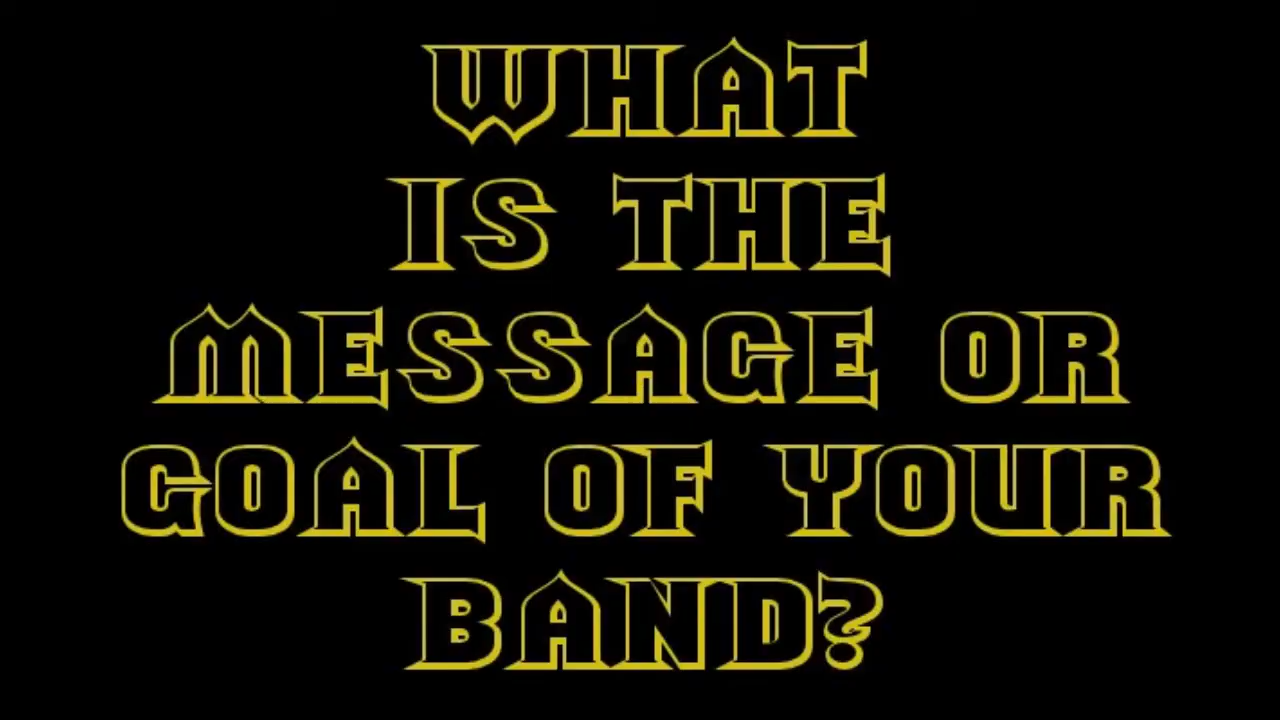 WHAT
IS THE
MESSAGE OR
GOAL OF YOUR
BAND?